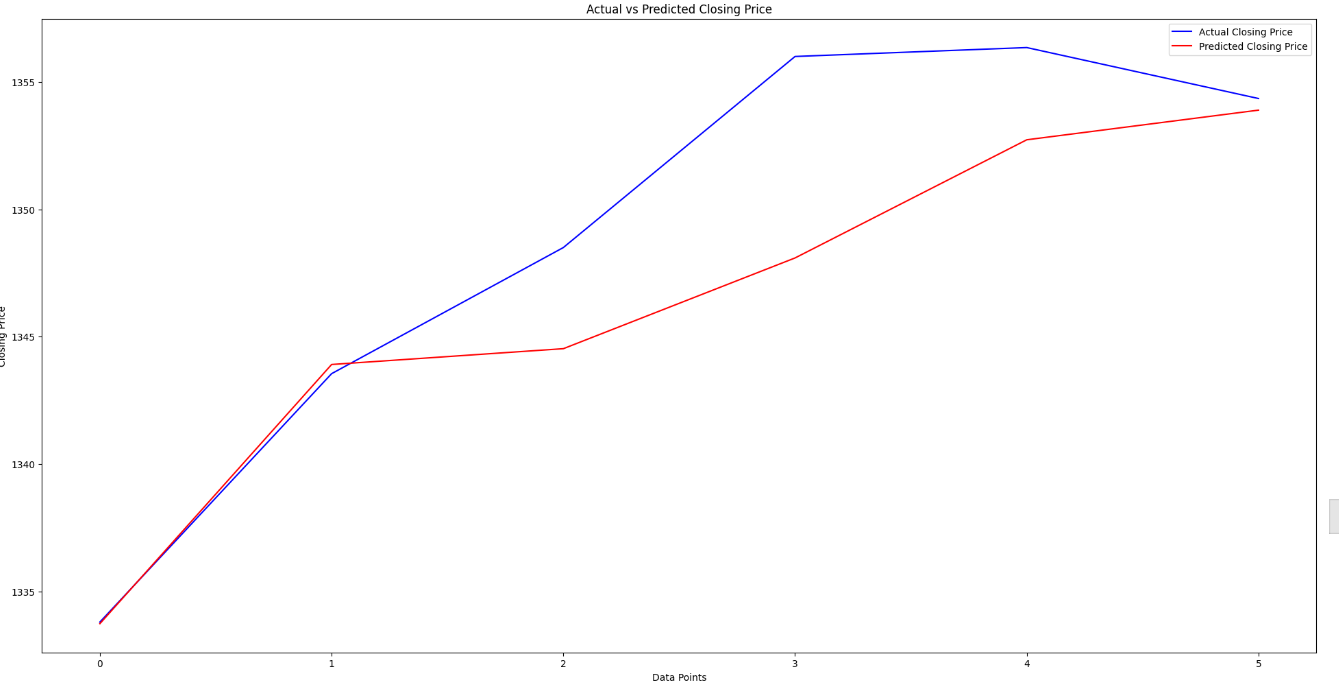 Actual vs Predicted Closing Price
Actual Closing Price
Predicted Closing Price
1355
1350
1345
1340
1335
Closing Price
0 1 2 3 4 5
Data Points